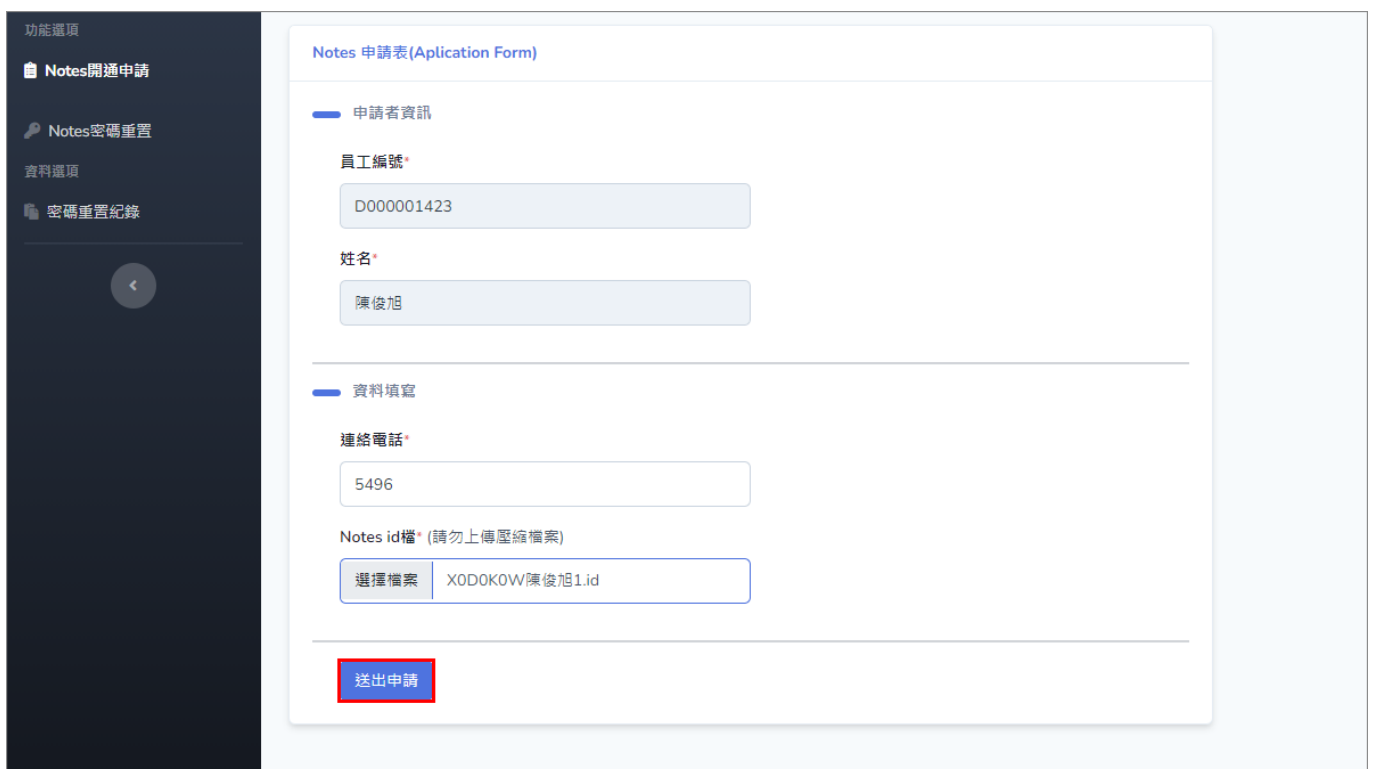 功能選項
Notes開通申請
Notes密碼重置
資料選項
密碼重置紀錄
Notes 申請表(Aplication Form)
申請者資訊
員工編號*
D000001423
姓名*
陳俊旭
資料填寫
連絡電話*
5496
Notes id檔* (請勿上傳壓縮檔案)
選擇檔案 X0D0K0W陳俊旭1.id
送出申請